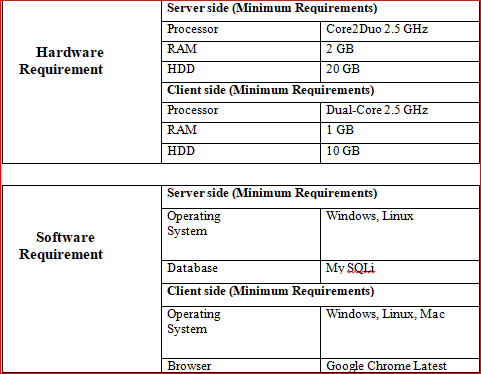 Server side (Minimum Requirements)
Hardware Requirement
Processor Core2Duo 2.5 GHz
RAM 2 GB
HDD 20 GB
Client side (Minimum Requirements)
Processor Dual-Core 2.5 GHz
RAM 1 GB
HDD 10 GB
Server side (Minimum Requirements)
Software Requirement
Operating System Windows, Linux
Database My SQLi
Client side (Minimum Requirements)
Operating System Windows, Linux, Mac
Browser Google Chrome Latest